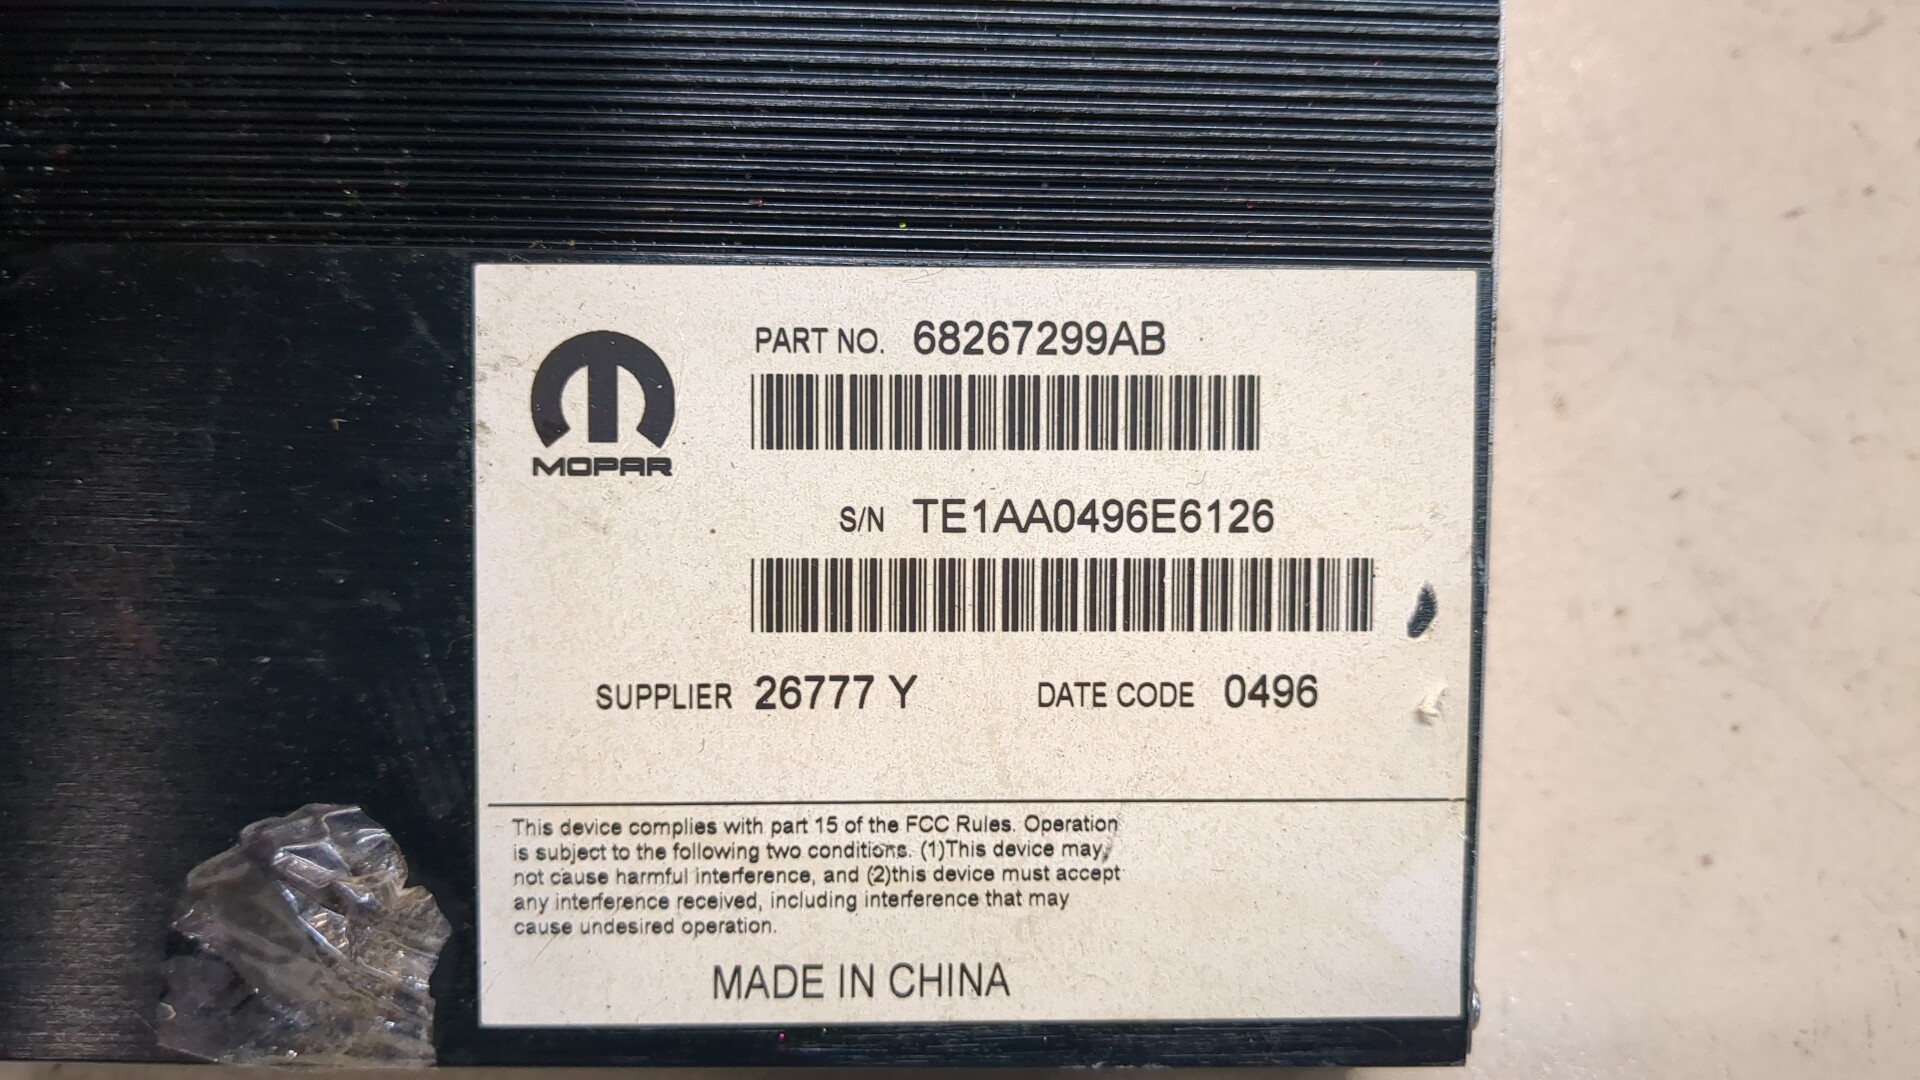 PART NO. 68267299AB
MOPAR
S/N TE1AA0496E6126
SUPPLIER 26777 Y DATE CODE 0496
This device complies with part 15 of the FCC Rules. Operation
is subject to the following two conditions. (1)This device may,
not cause harmful interference, and (2)this device must accept
any interference received, including interference that may
cause undesired operation.
MADE IN CHINA